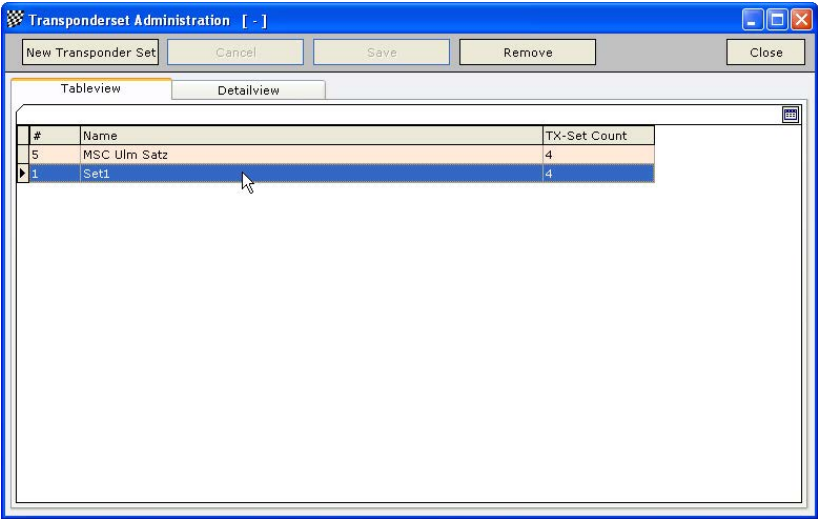 Transponderset Administration [ - ]
New Transponder Set Cancel Save Remove Close
Tableview Detailview
# Name TX-Set Count
5 MSC Ulm Satz 4
1 Set1 4